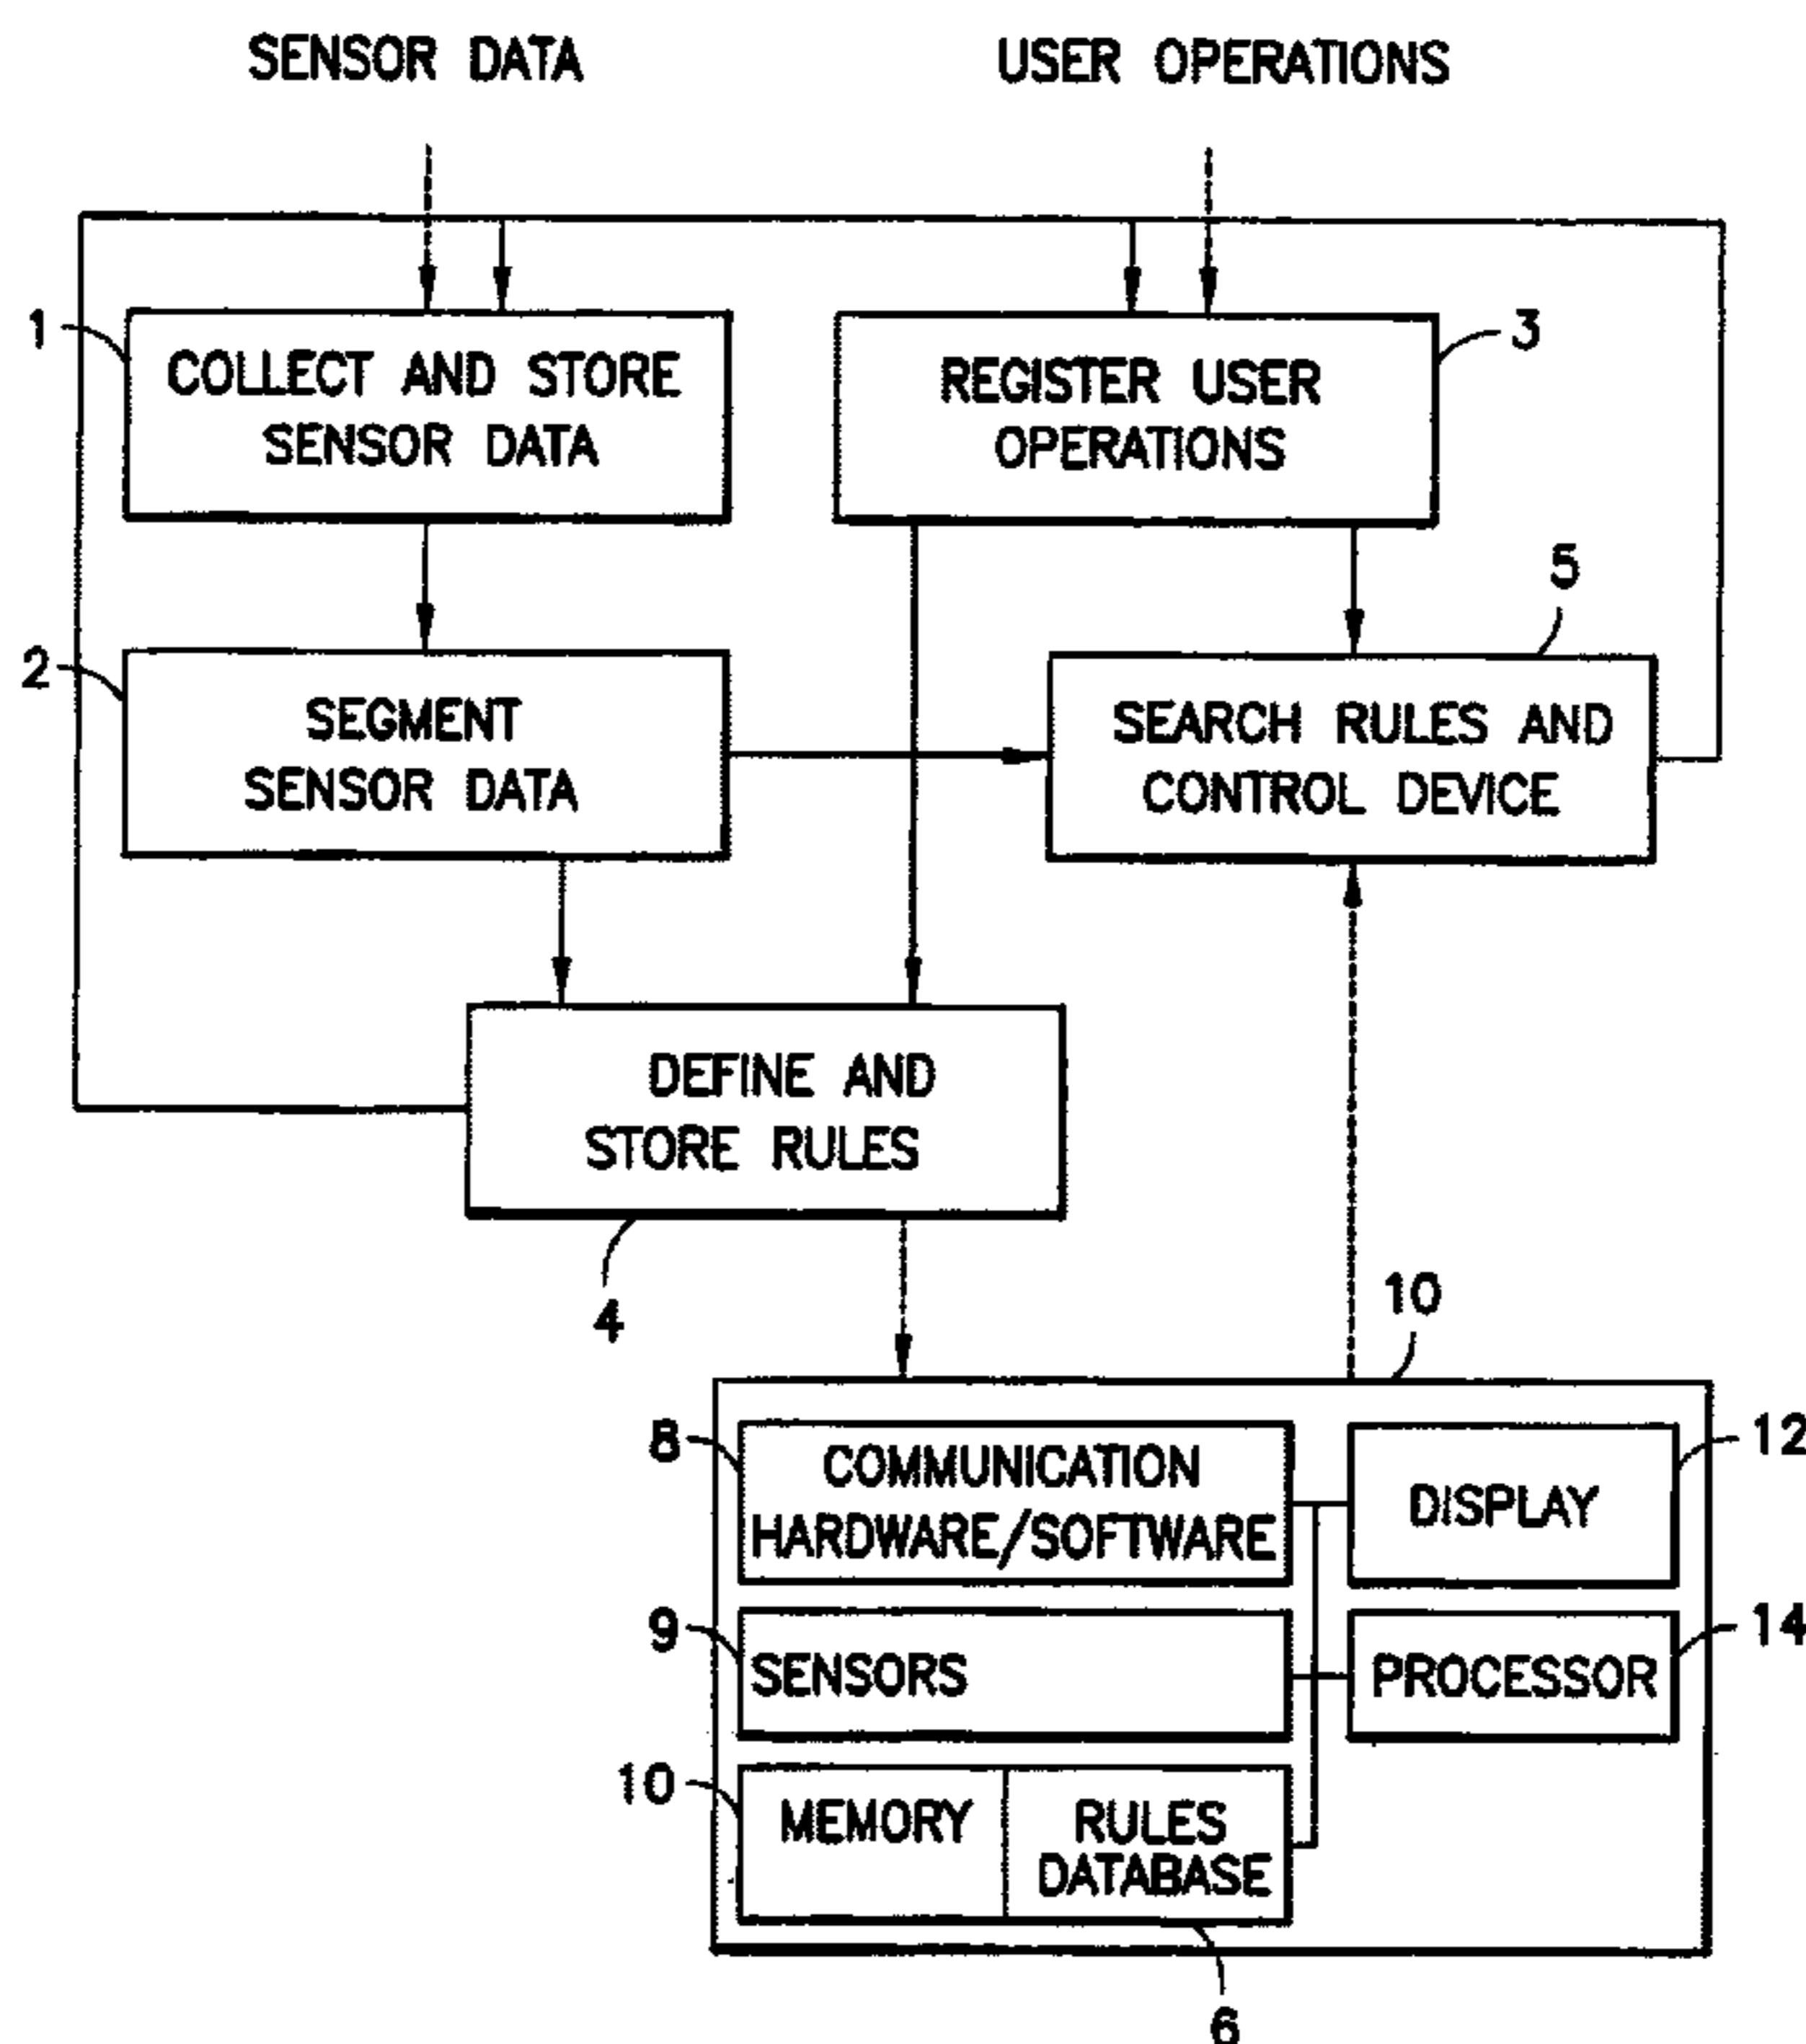 SENSOR DATA
USER OPERATIONS
1
COLLECT AND STORE
SENSOR DATA
REGISTER USER
OPERATIONS
3
2
SEGMENT
SENSOR DATA
5
SEARCH RULES AND
CONTROL DEVICE
DEFINE AND
STORE RULES
4
10
8
COMMUNICATION
HARDWARE/SOFTWARE
DISPLAY
12
9
SENSORS
PROCESSOR
14
10
MEMORY
RULES
DATABASE
6